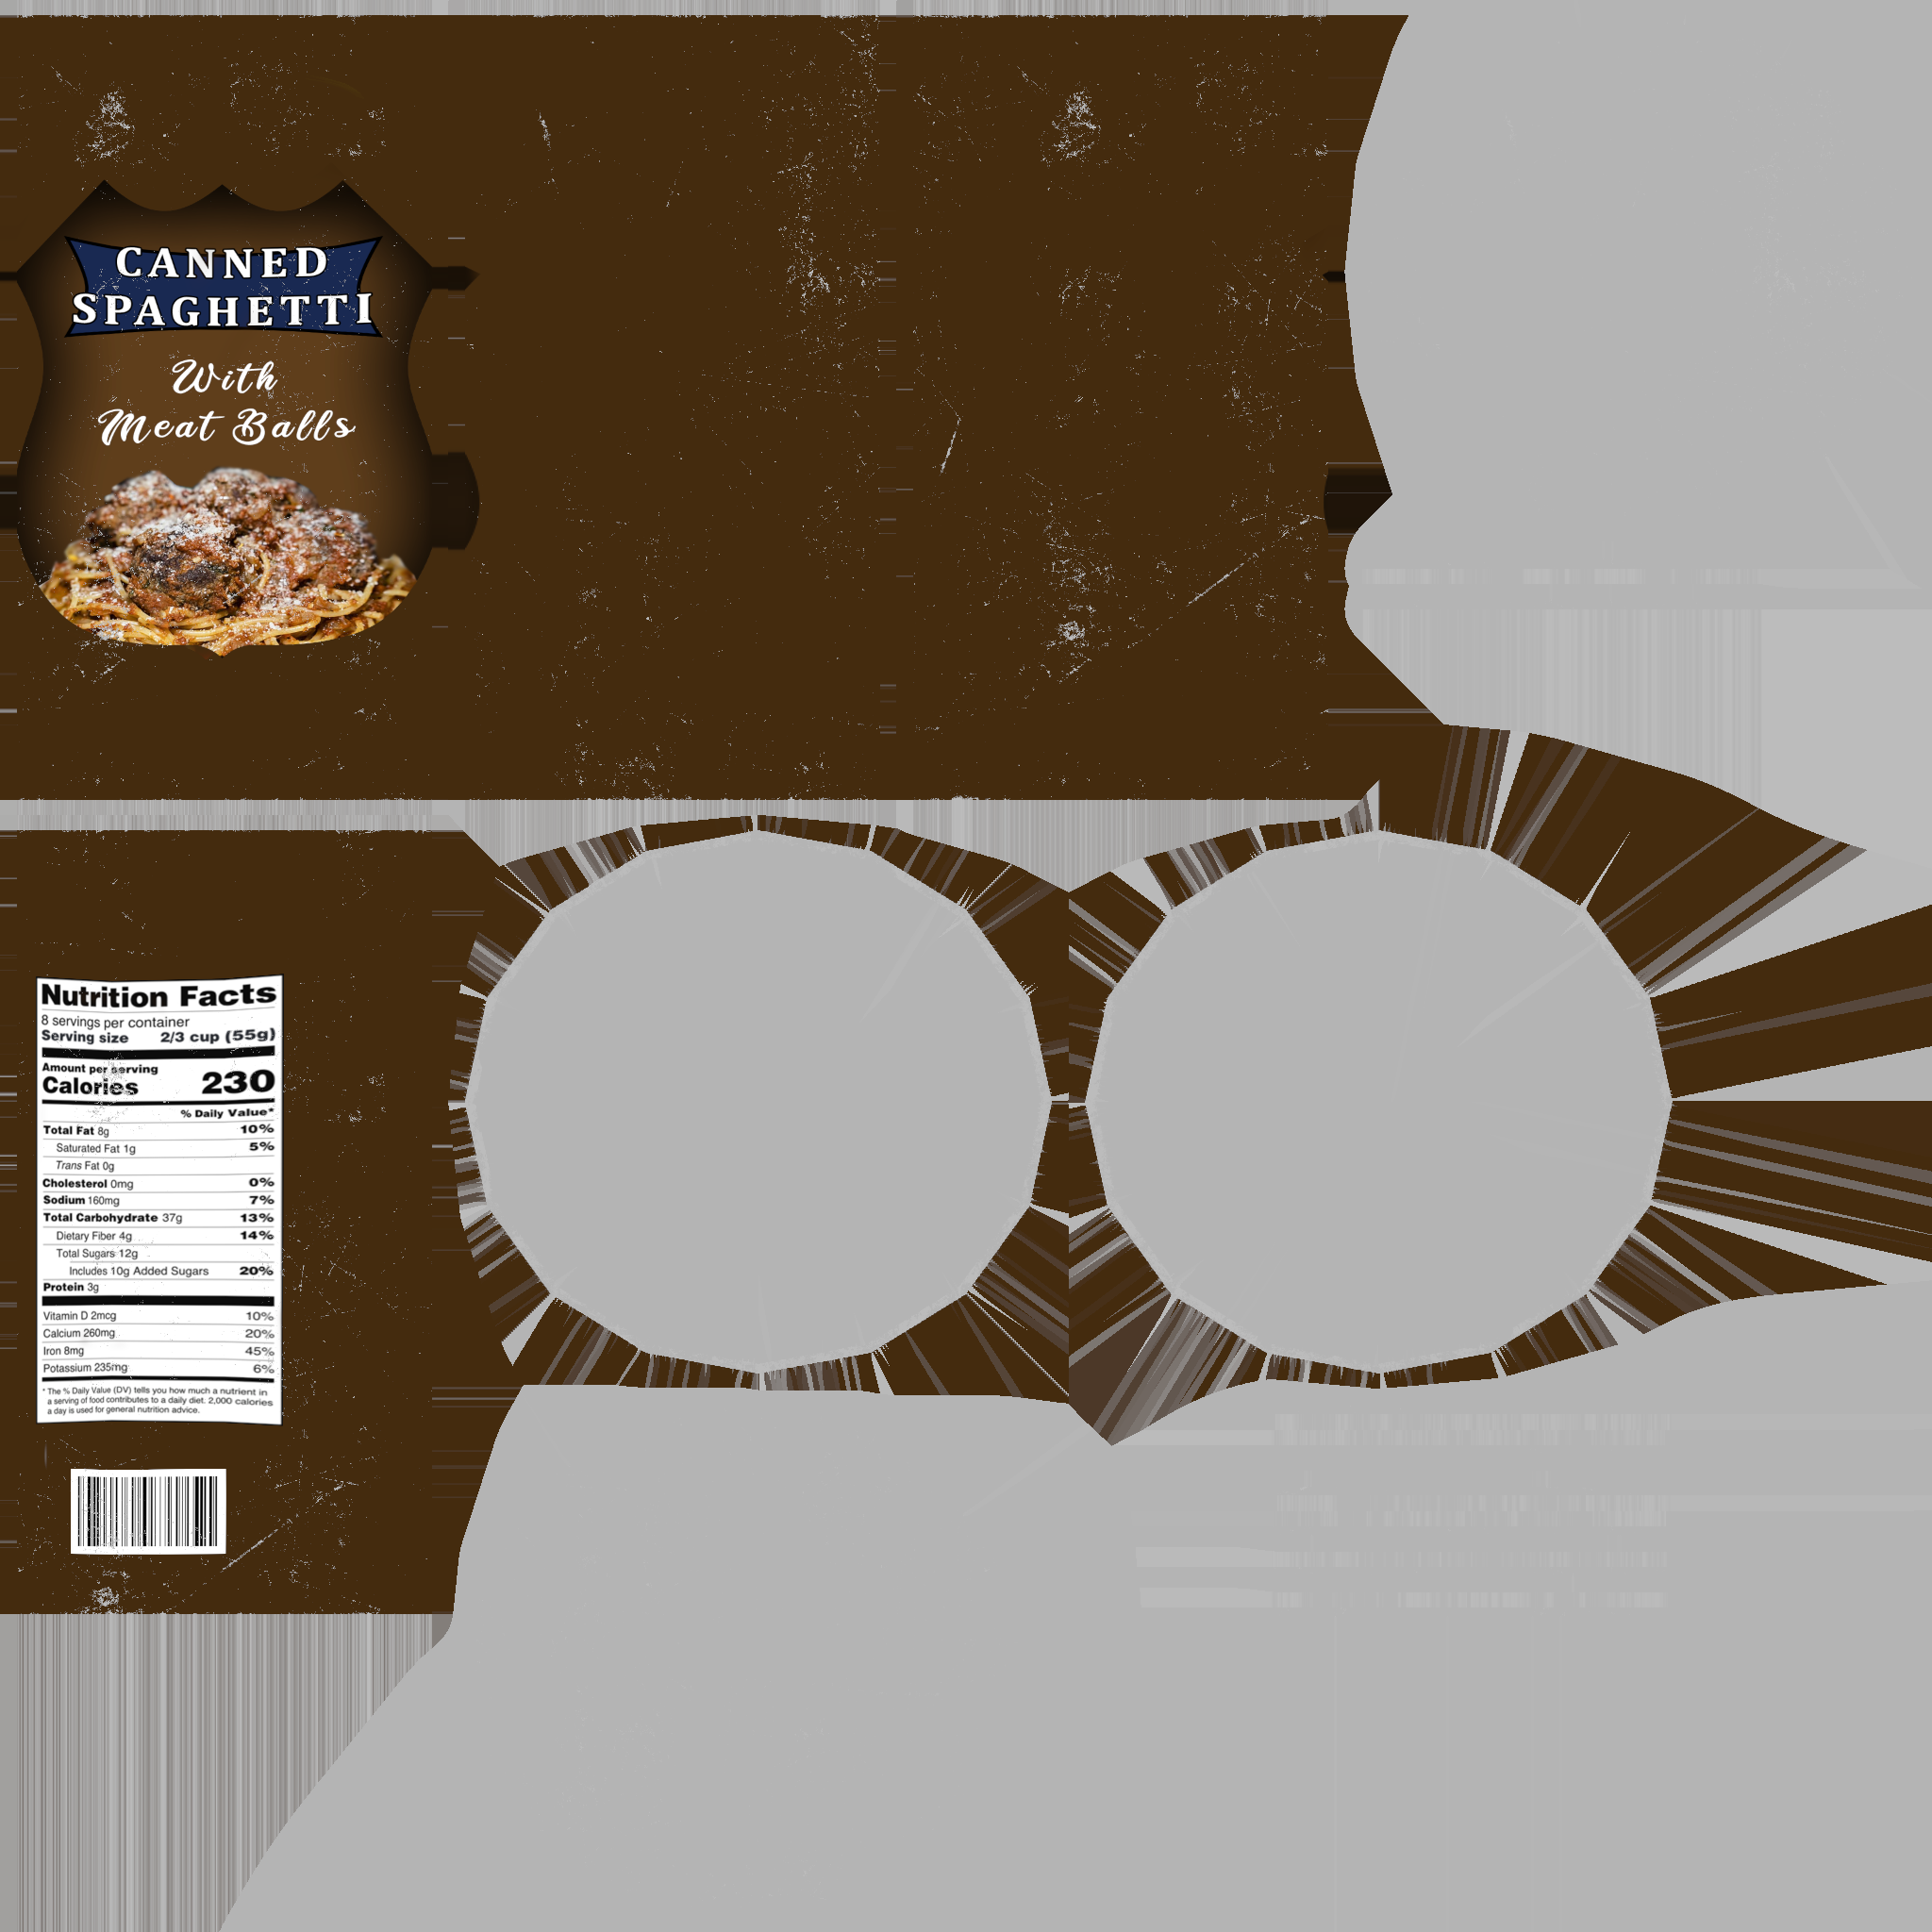 CANNED
SPAGHETTI
With
Meat Balls
Nutrition Facts
8 servings per container
Serving size 2/3 cup (55g)
Amount per serving
Calories 230
% Daily Value*
Total Fat 8g 10%
Saturated Fat 1g 5%
Trans Fat 0g
Cholesterol 0mg 0%
Sodium 160mg 7%
Total Carbohydrate 37g 13%
Dietary Fiber 4g 14%
Total Sugars 12g
Includes 10g Added Sugars 20%
Protein 3g
Vitamin D 2mcg 10%
Calcium 260mg 20%
Iron 8mg 45%
Potassium 235mg 6%
* The % Daily Value (DV) tells you how much a nutrient in
a serving of food contributes to a daily diet. 2,000 calories
a day is used for general nutrition advice.